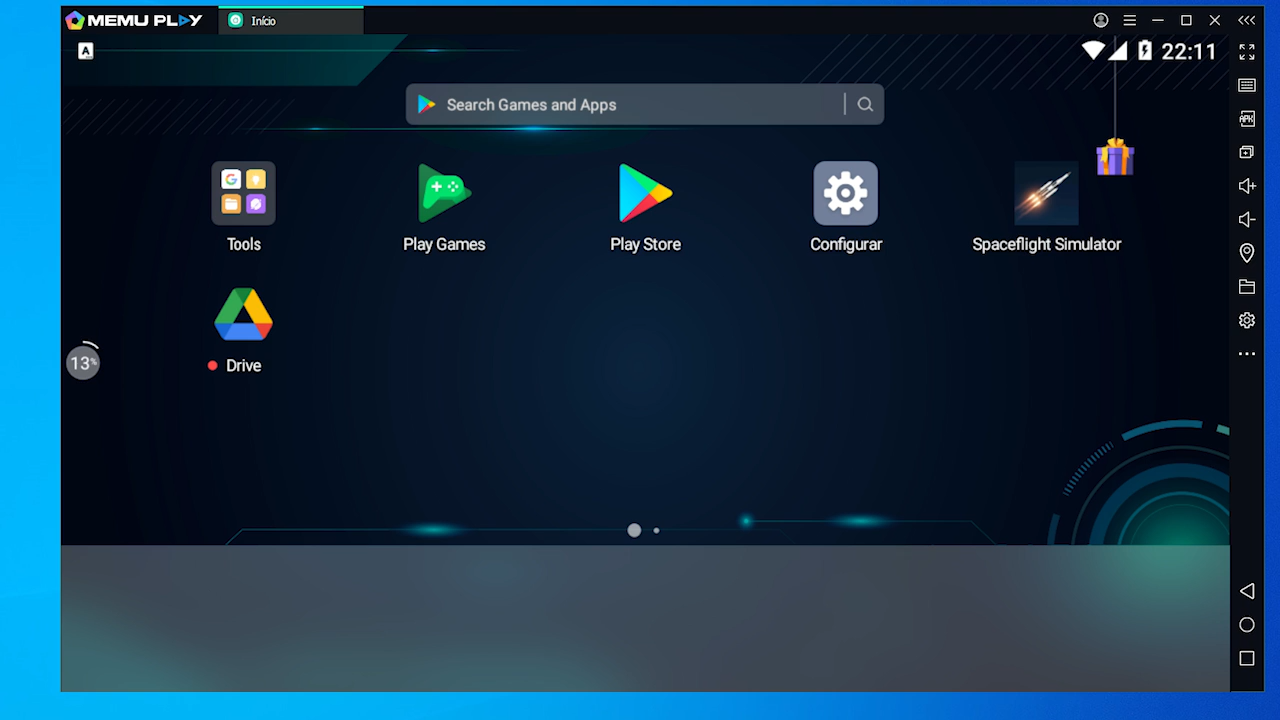 MEMU PLAY
Início
A
22:11
Search Games and Apps
APK
Tools
Play Games
Play Store
Configurar
Spaceflight Simulator
Drive
13%